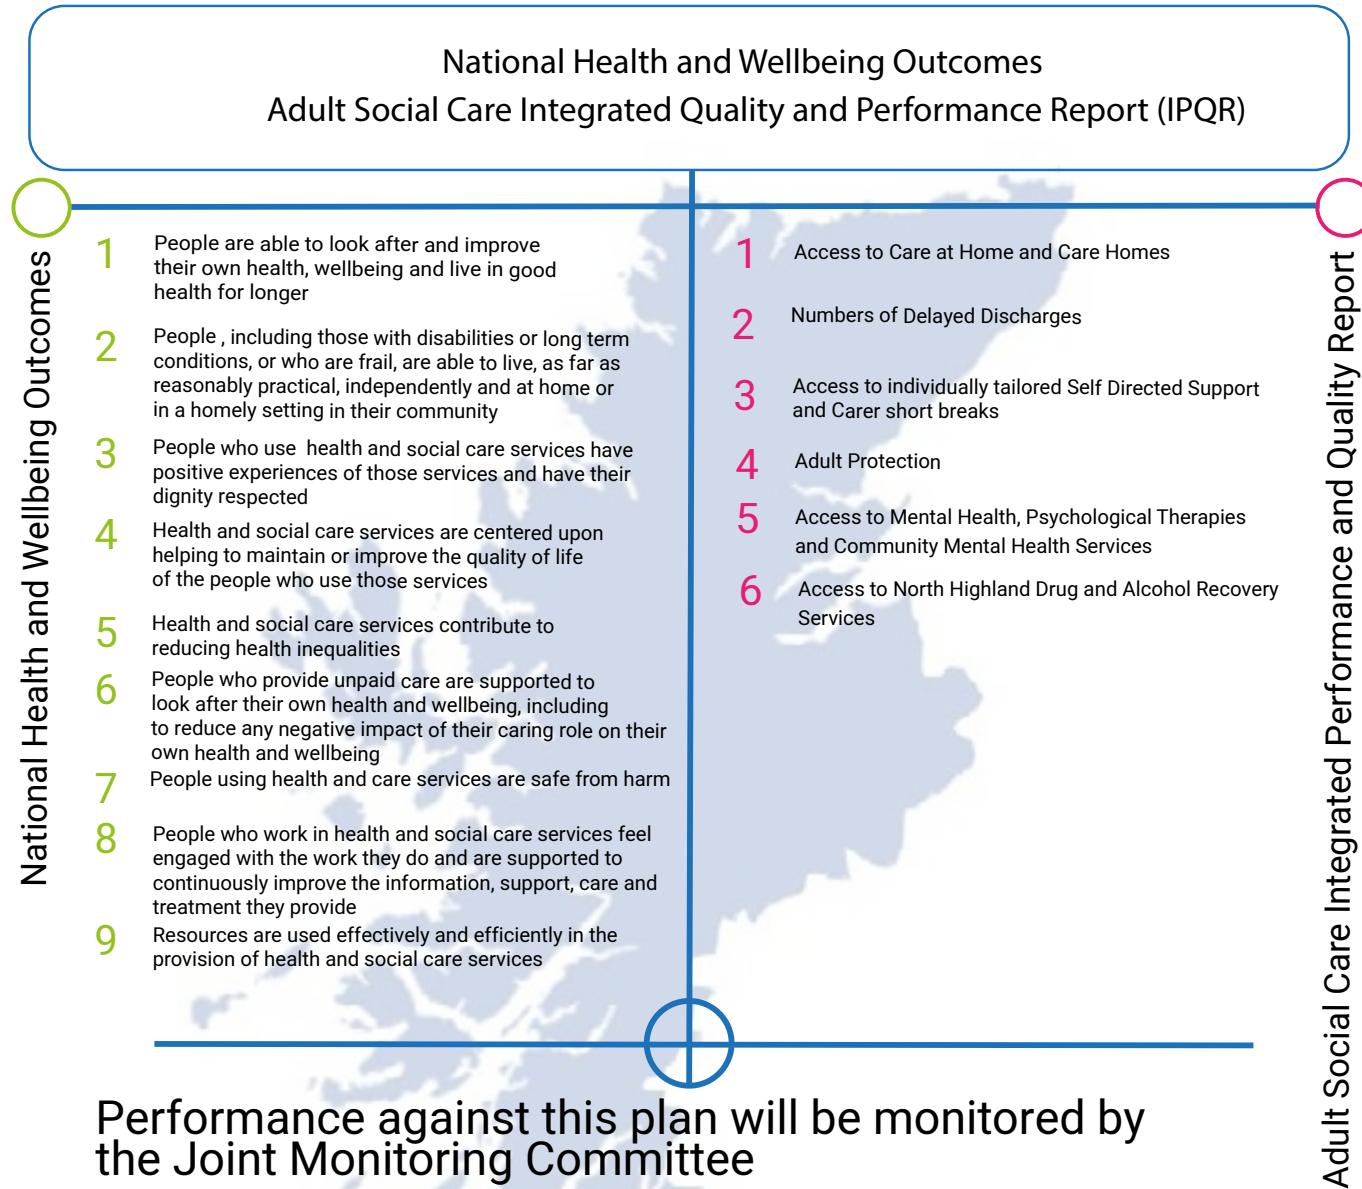 National Health and Wellbeing Outcomes
Adult Social Care Integrated Quality and Performance Report (IPQR)
National Health and Wellbeing Outcomes
1 People are able to look after and improve
their own health, wellbeing and live in good
health for longer
2 People , including those with disabilities or long term
conditions, or who are frail, are able to live, as far as
reasonably practical, independently and at home or
in a homely setting in their community
3 People who use health and social care services have
positive experiences of those services and have their
dignity respected
4 Health and social care services are centered upon
helping to maintain or improve the quality of life
of the people who use those services
5 Health and social care services contribute to
reducing health inequalities
6 People who provide unpaid care are supported to
look after their own health and wellbeing, including
to reduce any negative impact of their caring role on their
own health and wellbeing
7 People using health and care services are safe from harm
8 People who work in health and social care services feel
engaged with the work they do and are supported to
continuously improve the information, support, care and
treatment they provide
9 Resources are used effectively and efficiently in the
provision of health and social care services
1 Access to Care at Home and Care Homes
2 Numbers of Delayed Discharges
3 Access to individually tailored Self Directed Support
and Carer short breaks
4 Adult Protection
5 Access to Mental Health, Psychological Therapies
and Community Mental Health Services
6 Access to North Highland Drug and Alcohol Recovery
Services
Adult Social Care Integrated Performance and Quality Report
Performance against this plan will be monitored by
the Joint Monitoring Committee